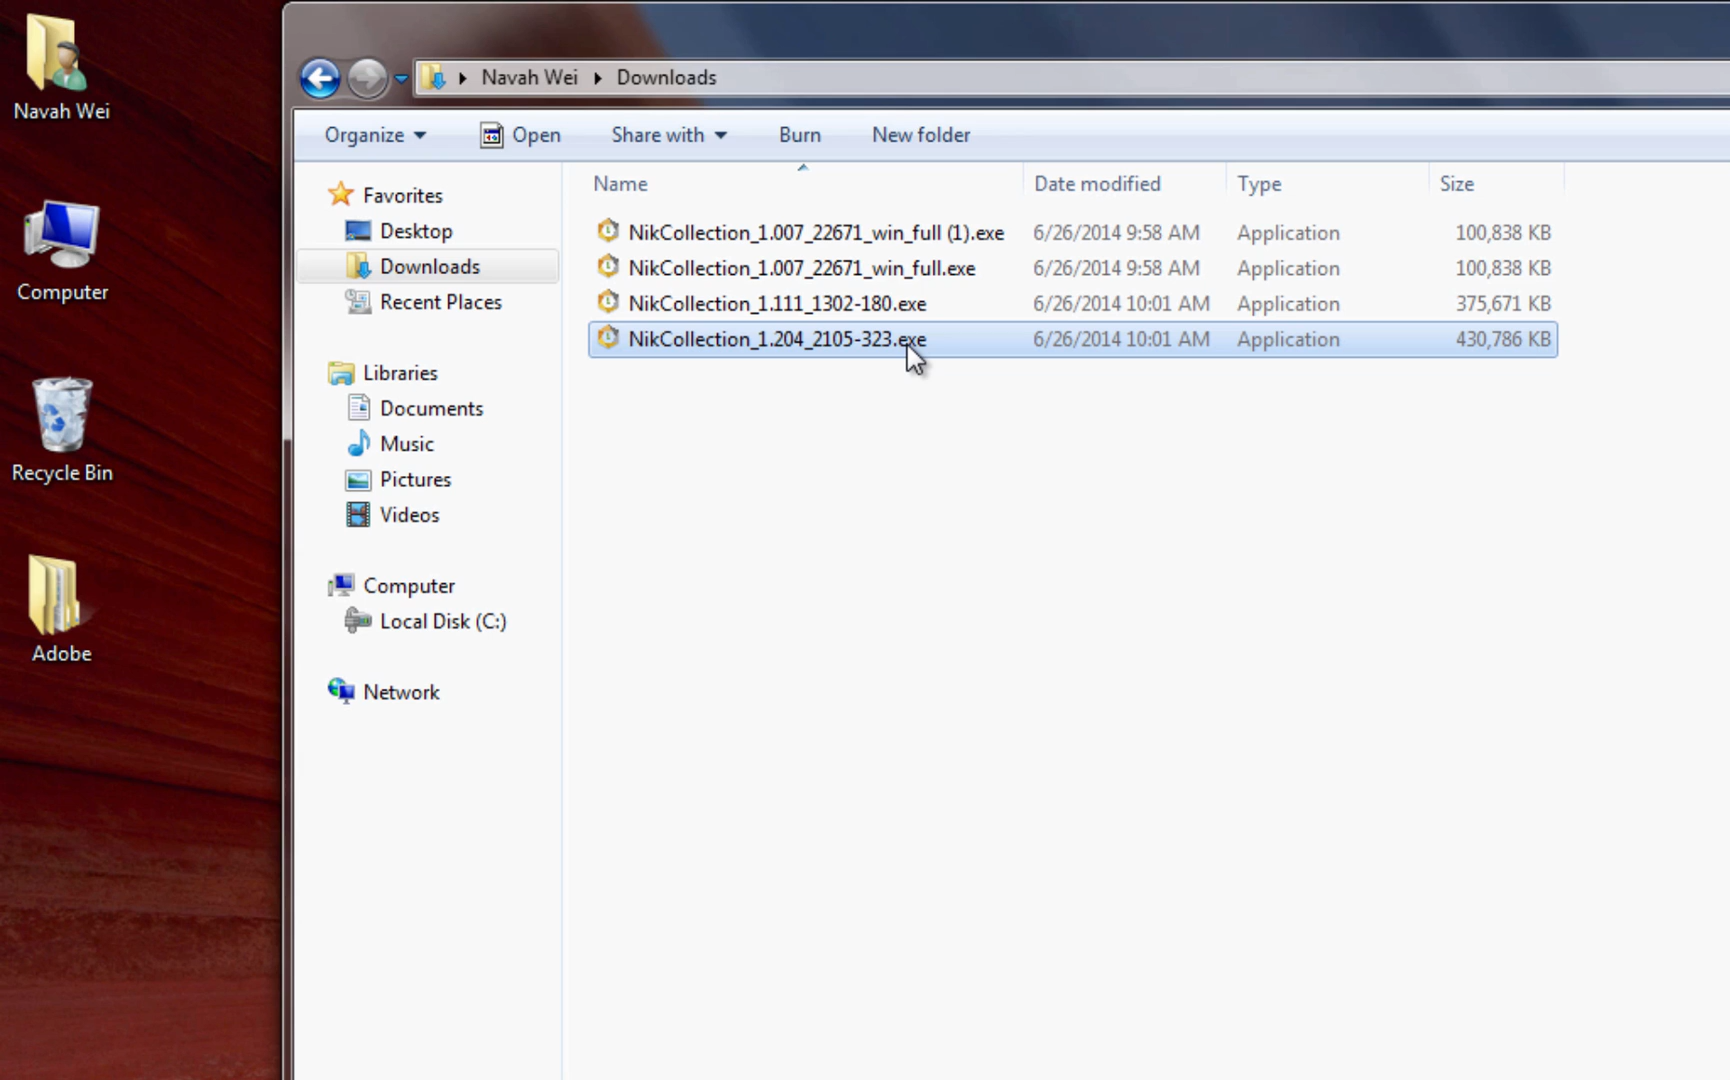 Navah Wei
Computer
Recycle Bin
Adobe
Navah Wei Downloads
Organize Open Share with Burn New folder
Favorites
Desktop
Downloads
Recent Places
Libraries
Documents
Music
Pictures
Videos
Computer
Local Disk (C:)
Network
Name Date modified Type Size
NikCollection_1.007_22671_win_full (1).exe 6/26/2014 9:58 AM Application 100,838 KB
NikCollection_1.007_22671_win_full.exe 6/26/2014 9:58 AM Application 100,838 KB
NikCollection_1.111_1302-180.exe 6/26/2014 10:01 AM Application 375,671 KB
NikCollection_1.204_2105-323.exe 6/26/2014 10:01 AM Application 430,786 KB